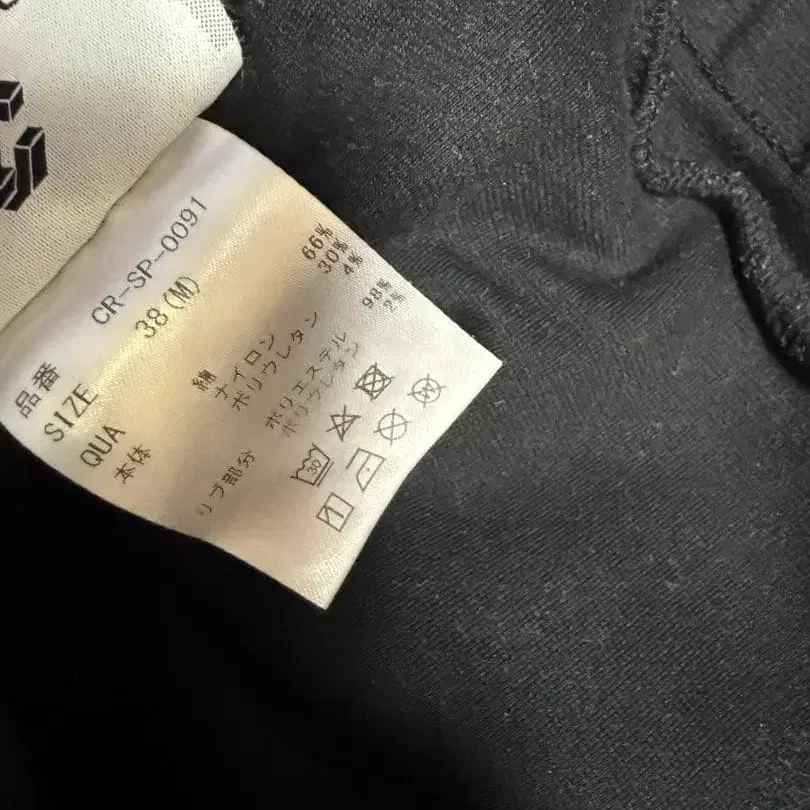 品番 CR-SP-0091
SIZE 38(M)
QUA
本体 綿 66%
ナイロン 30%
ポリウレタン 4%
リブ部分 ポリエステル 98%
ポリウレタン 2%
30